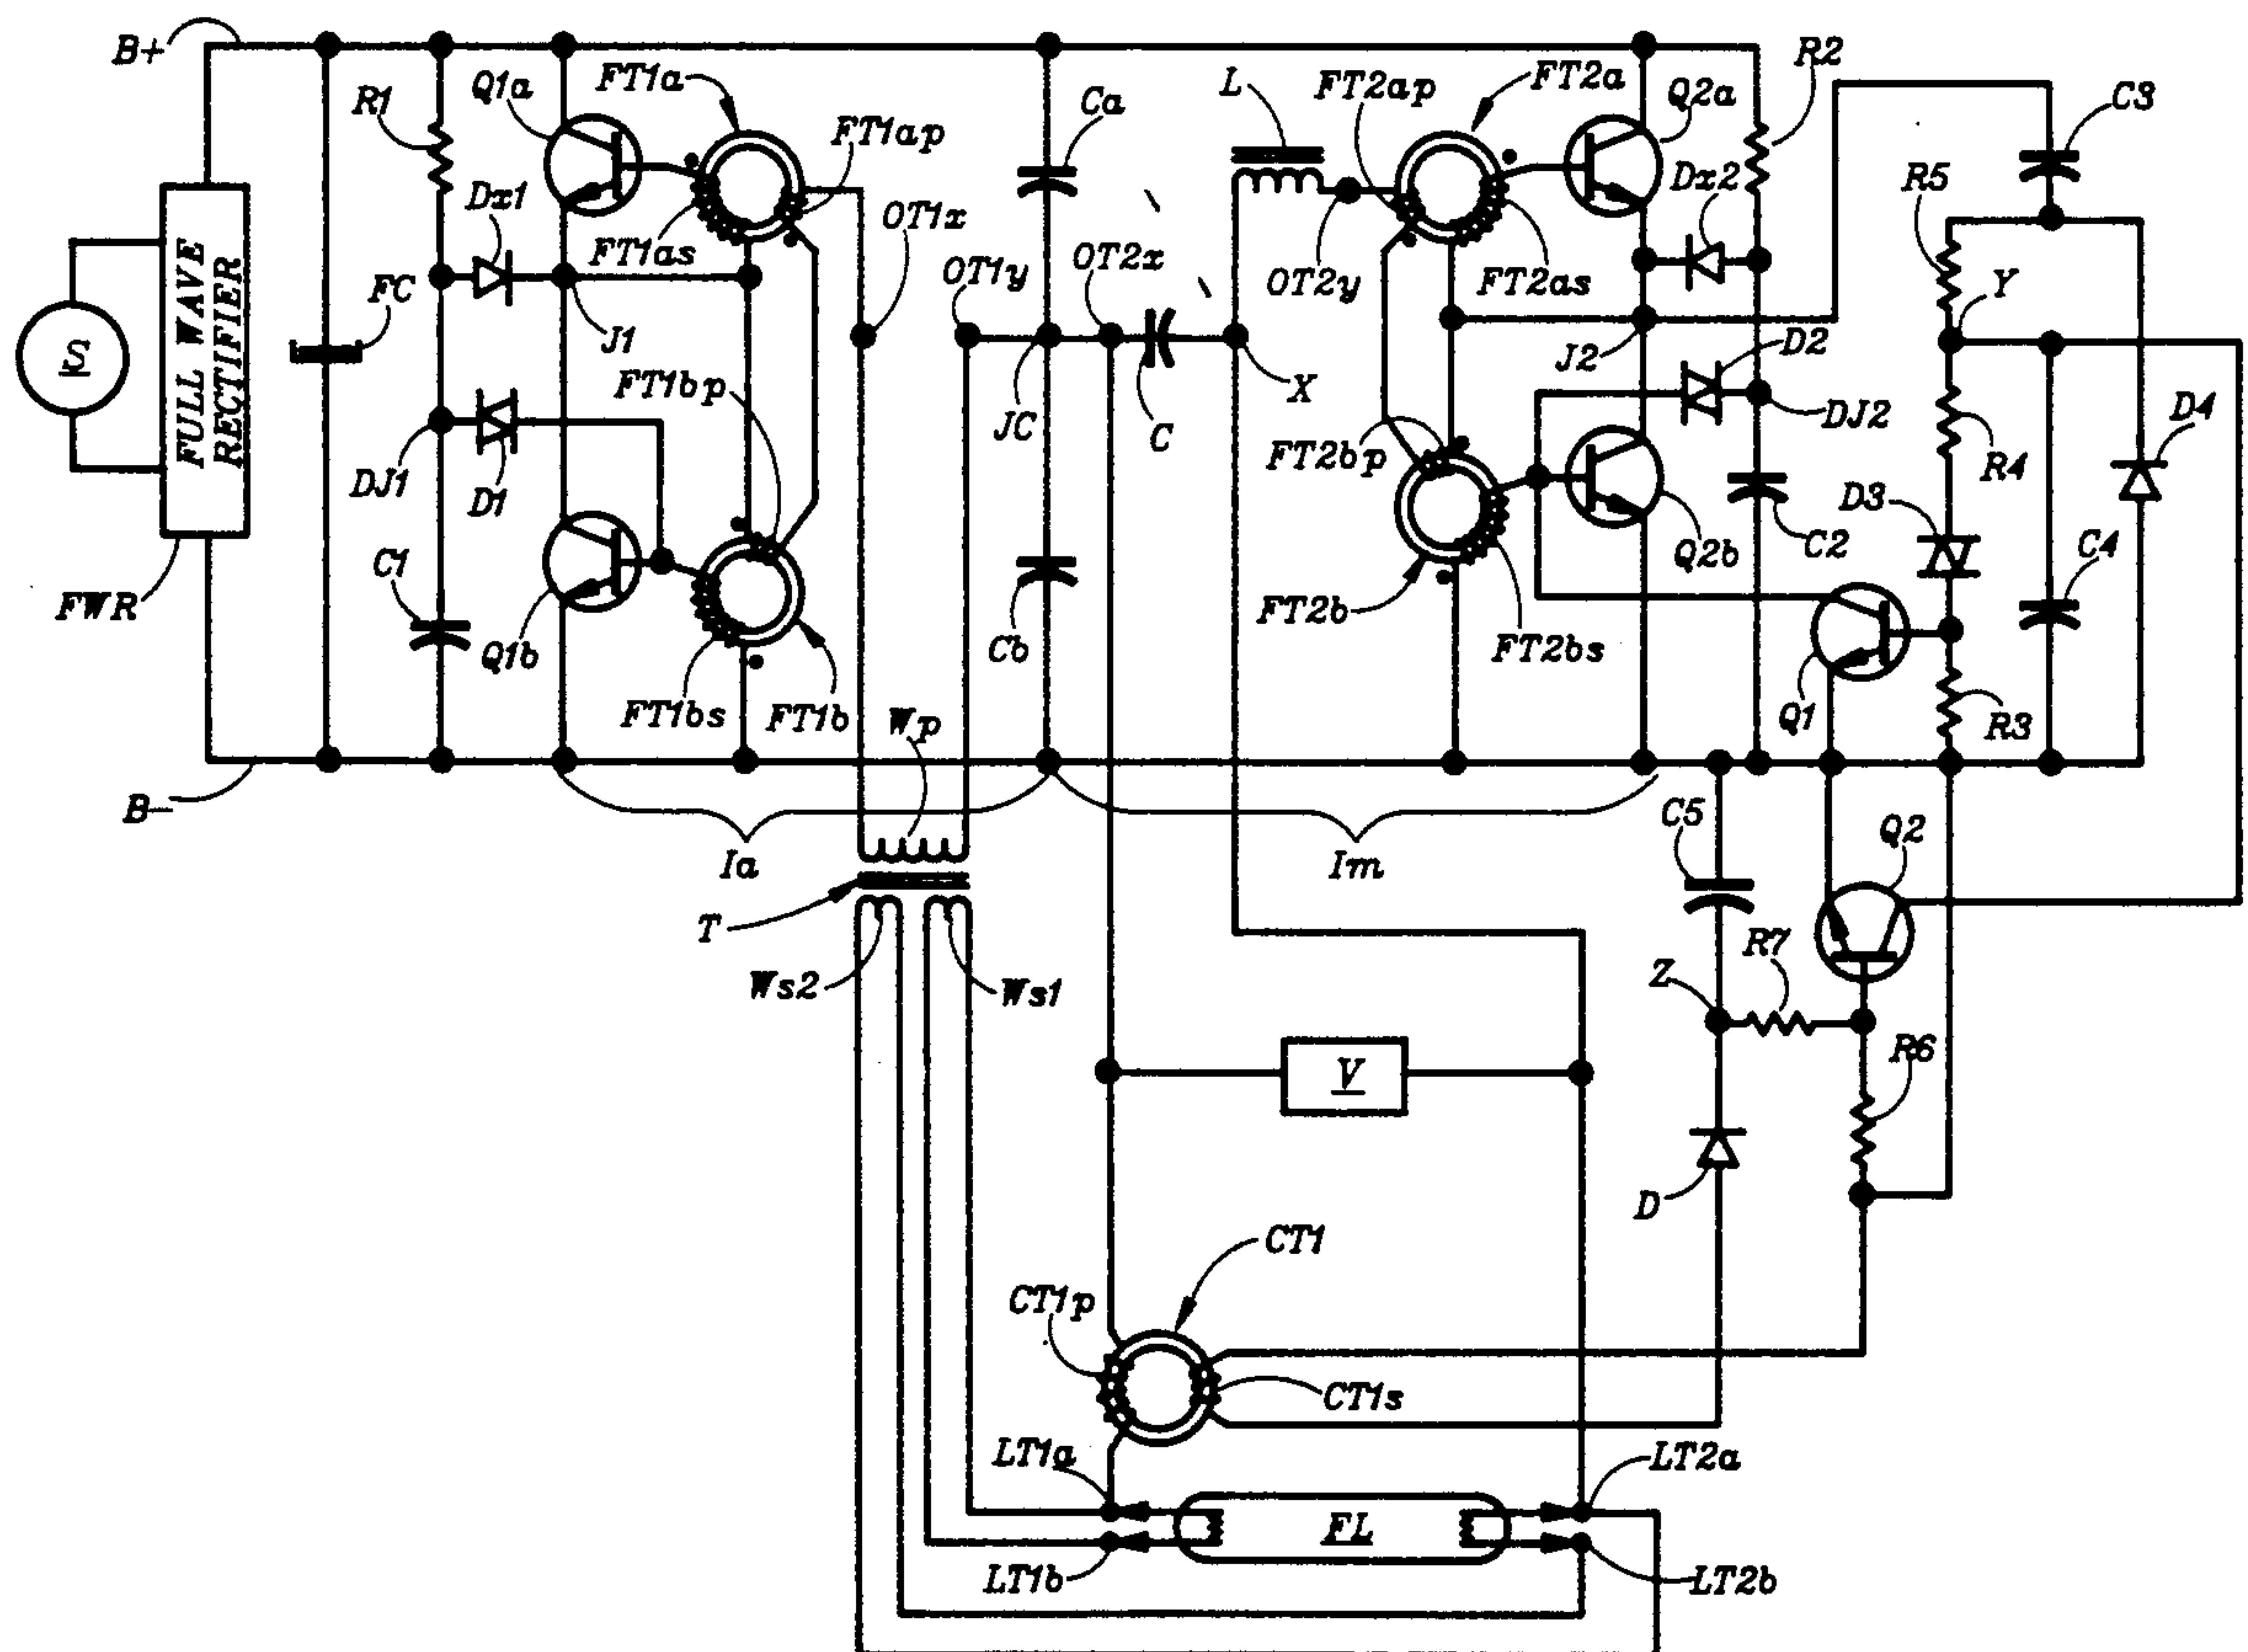 B+
R1
Q1a
FT1a
FT1ap
Ca
L
FT2ap
FT2a
Q2a
R2
C3
Dx1
FT1as
OT1x
OT1y
OT2x
OT2y
FT2as
Dx2
R5
Y
S
FULL WAVE
RECTIFIER
FC
J1
FT1bp
JC
C
X
J2
D2
DJ2
D4
DJ1
D1
FT2bp
R4
D3
C4
C1
FWR
Q1b
FT1bs
FT1b
Cb
FT2b
FT2bs
Q2b
C2
Q1
R3
B-
Wp
Ia
Im
C5
Q2
T
Ws2
Ws1
Z
R7
R6
V
D
CT1
CT1p
CT1s
LT1a
LT2a
FL
LT1b
LT2b